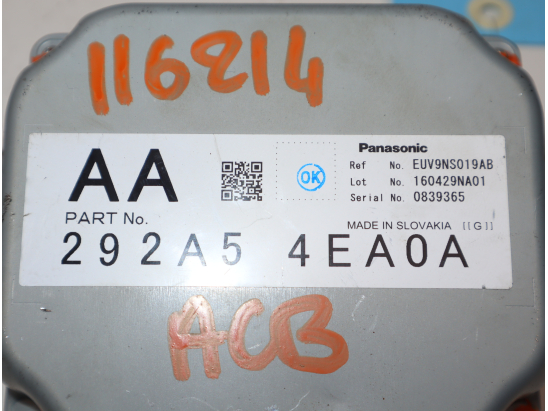 116214
AA
OK
Panasonic
Ref No. EUV9NS019AB
Lot No. 160429NA01
Serial No. 0839365
PART No.
MADE IN SLOVAKIA [[G]]
292A5 4EA0A
ACB